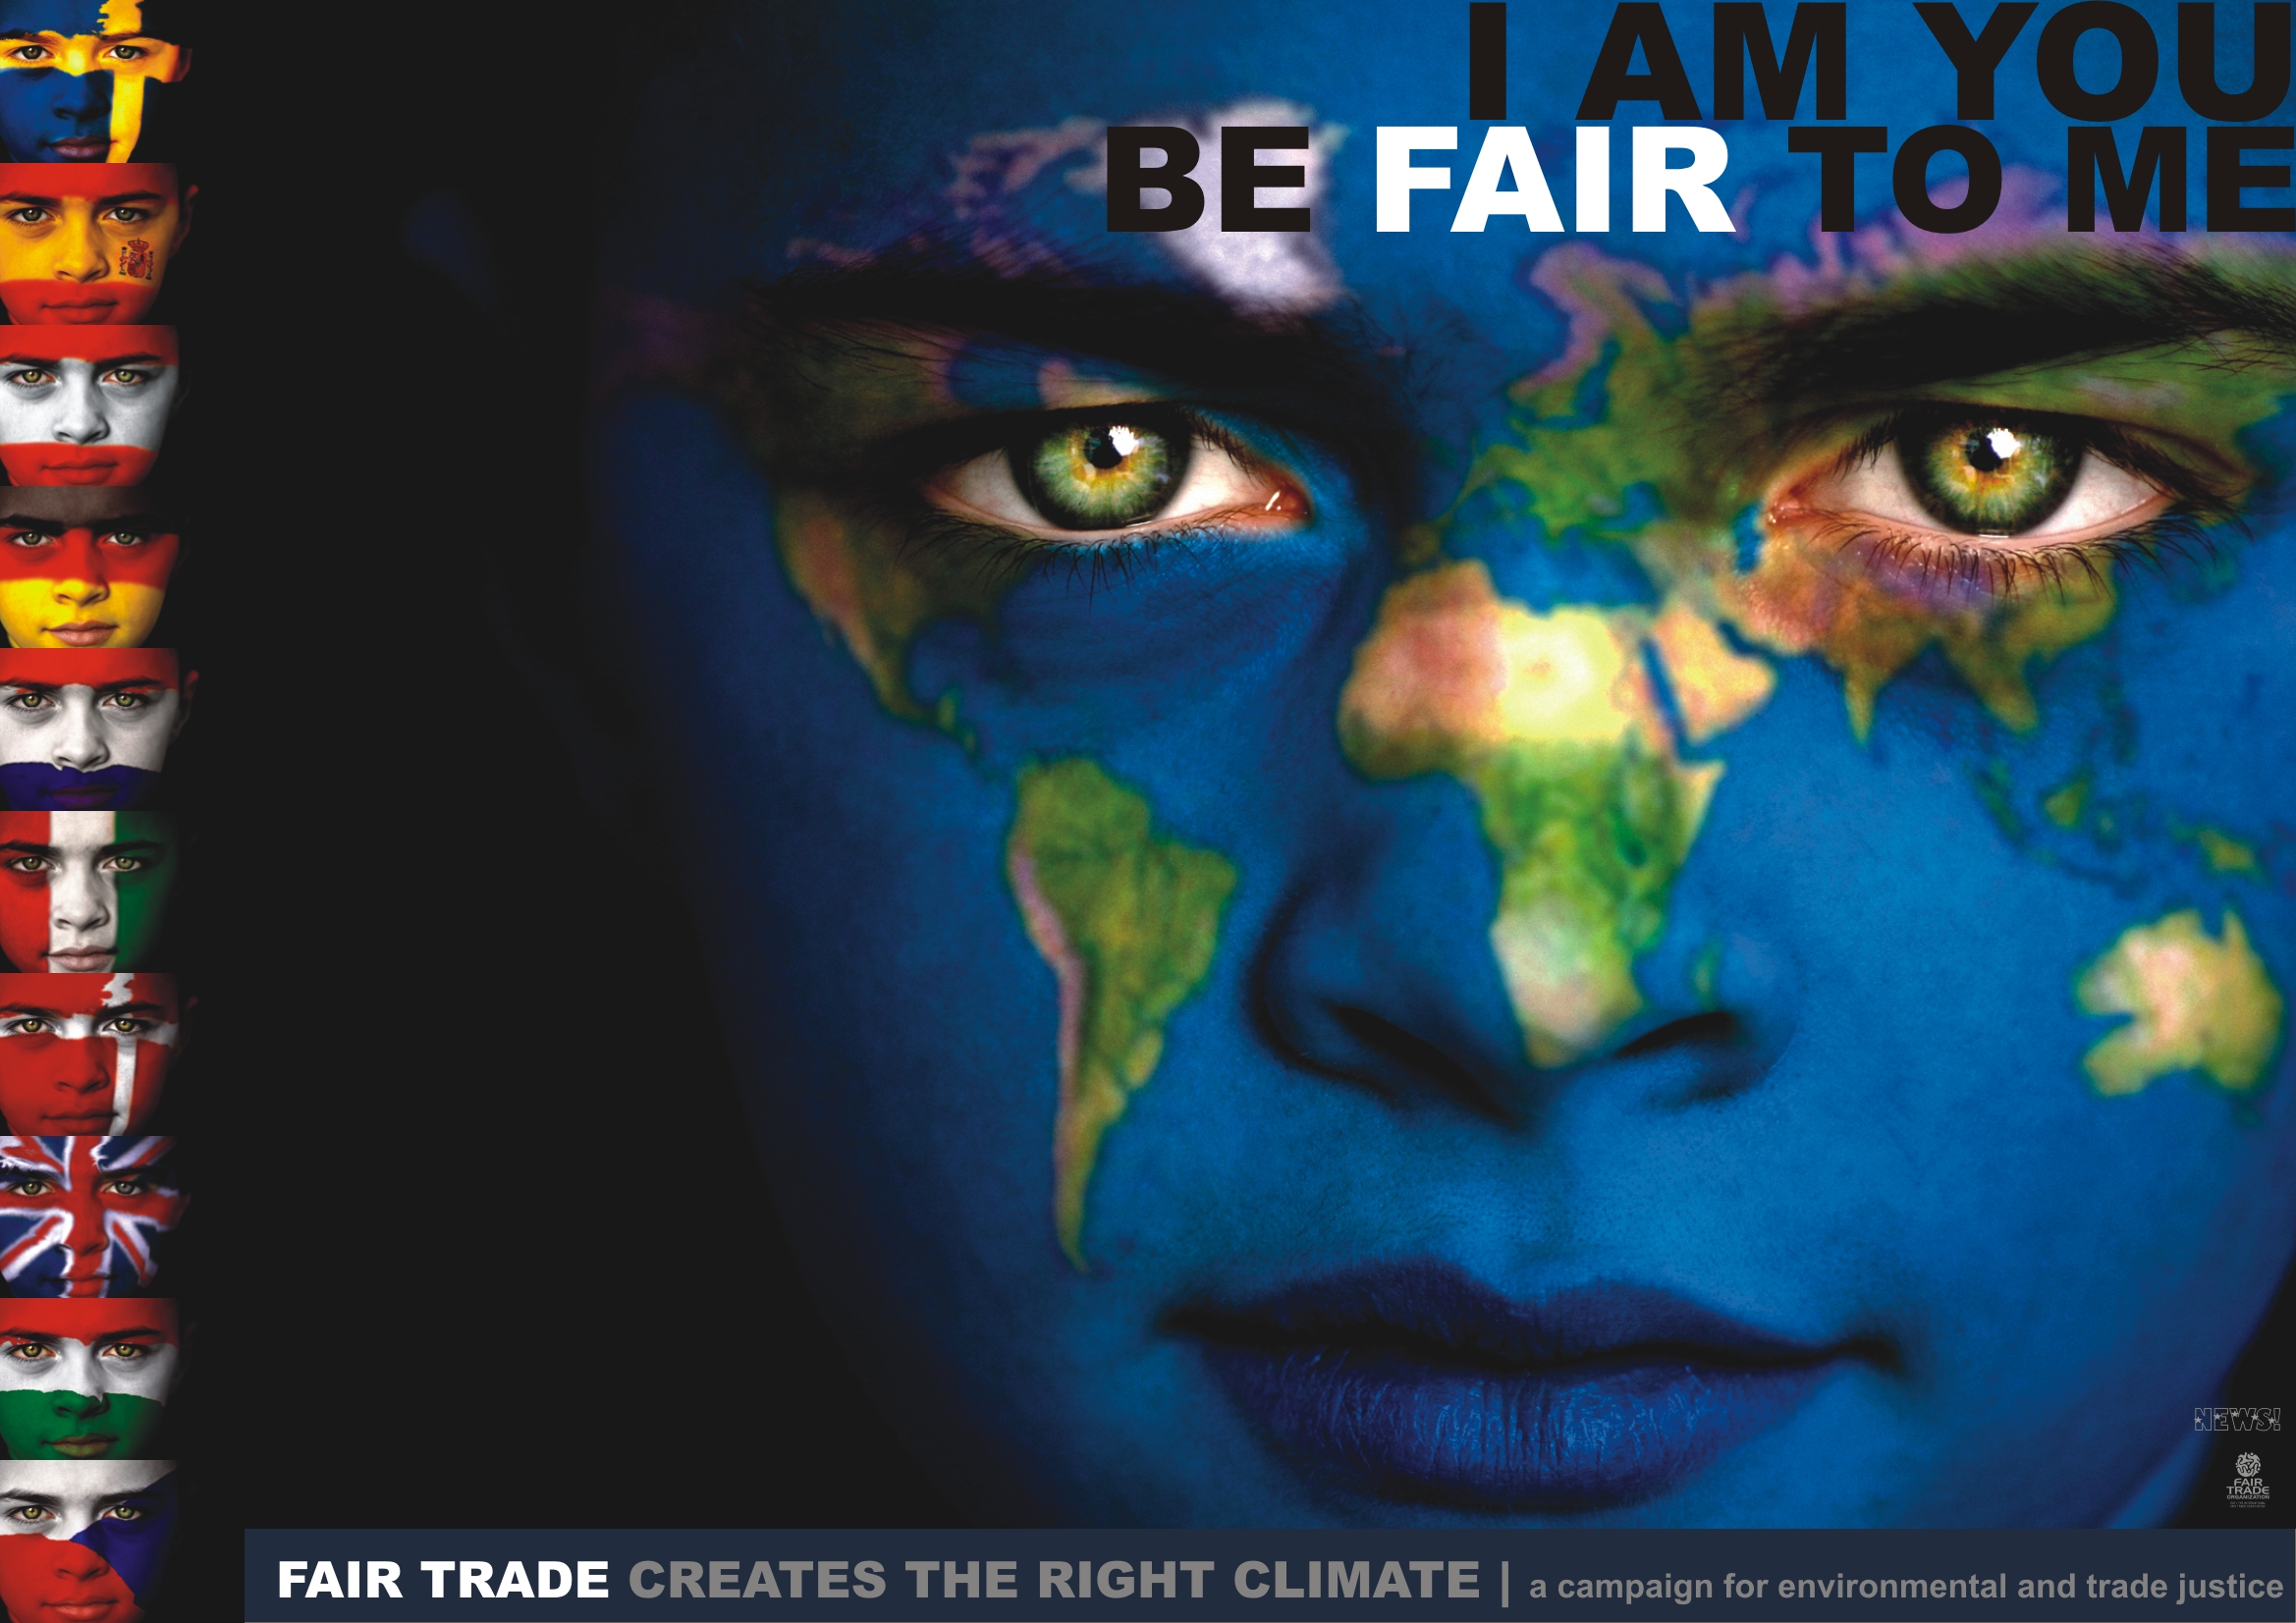 I AM YOU
BE FAIR TO ME
NEWS!
FAIR
TRADE
ORGANIZATION
FAIR TRADE CREATES THE RIGHT CLIMATE | a campaign for environmental and trade justice